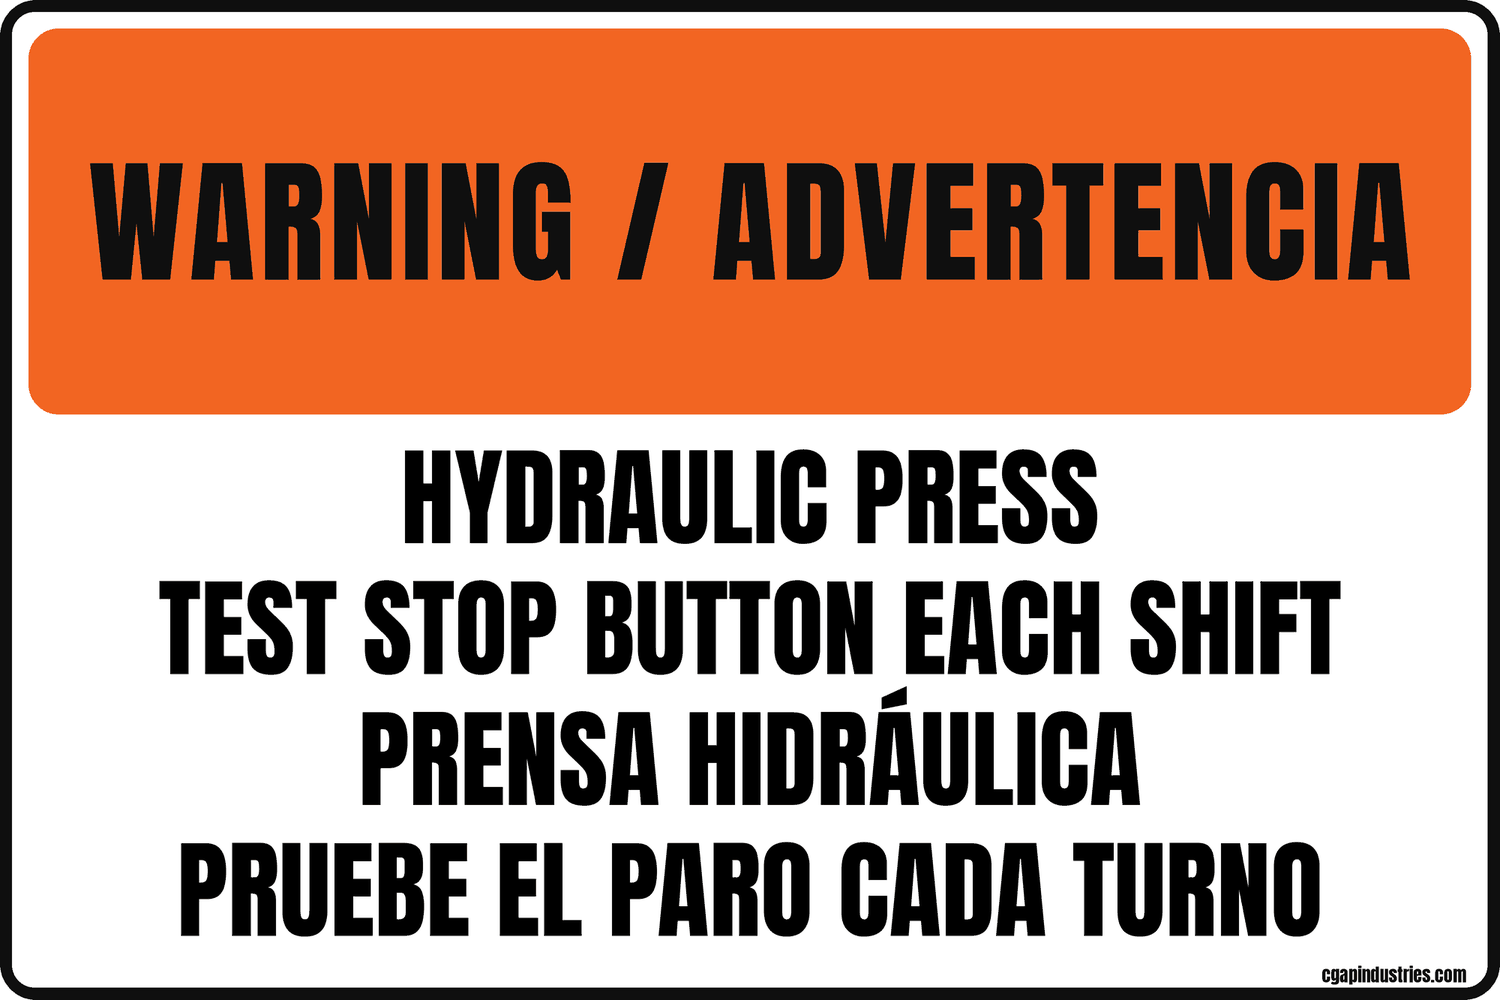 WARNING / ADVERTENCIA
HYDRAULIC PRESS
TEST STOP BUTTON EACH SHIFT
PRENSA HIDRÁULICA
PRUEBE EL PARO CADA TURNO
cgapindustries.com